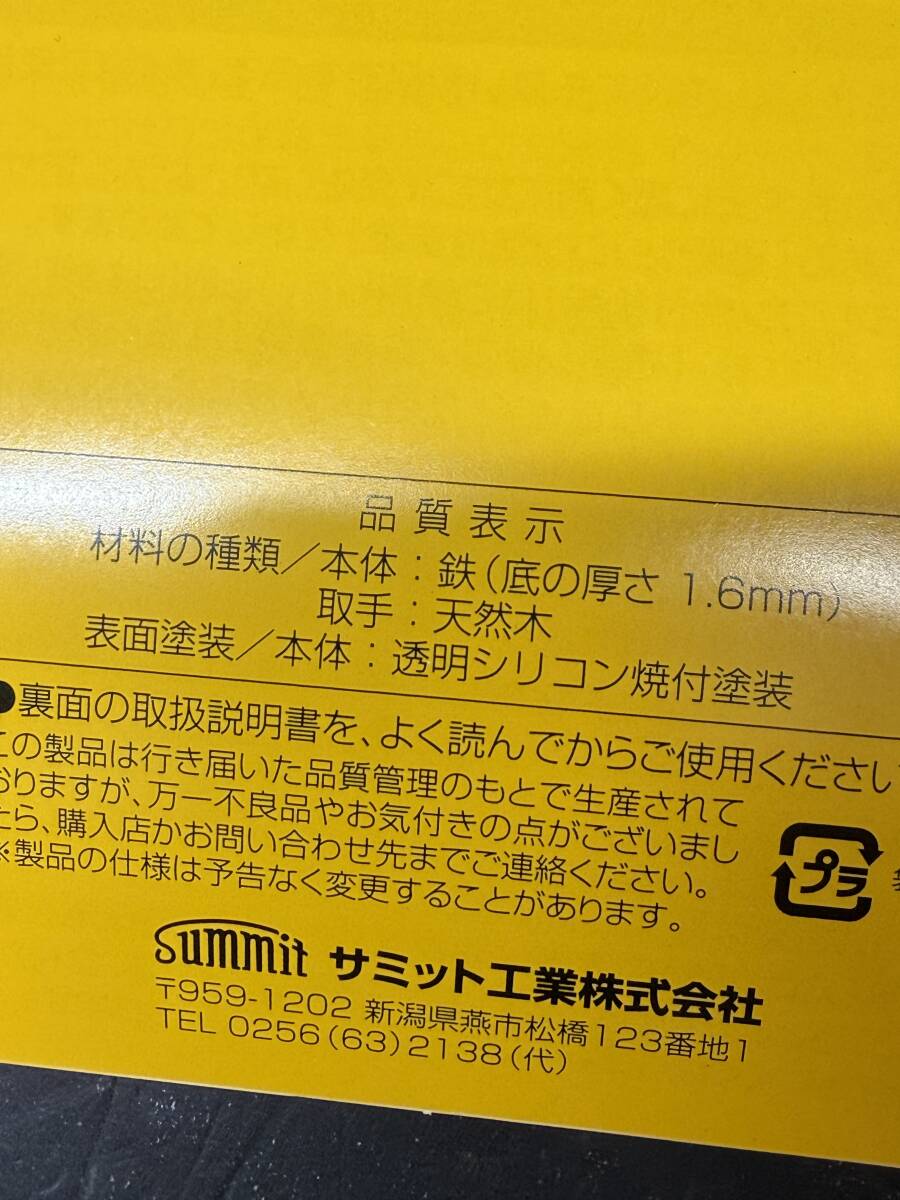 品質表示
材料の種類／本体：鉄（底の厚さ 1.6mm）
取手：天然木
表面塗装／本体：透明シリコン焼付塗装
●裏面の取扱説明書を、よく読んでからご使用ください
この製品は行き届いた品質管理のもとで生産されて
おりますが、万一不良品やお気付きの点がございまし
たら、購入店かお問い合わせ先までご連絡ください。
※製品の仕様は予告なく変更することがあります。
プラ
summit サミット工業株式会社
〒959-1202 新潟県燕市松橋123番地1
TEL 0256(63)2138(代)